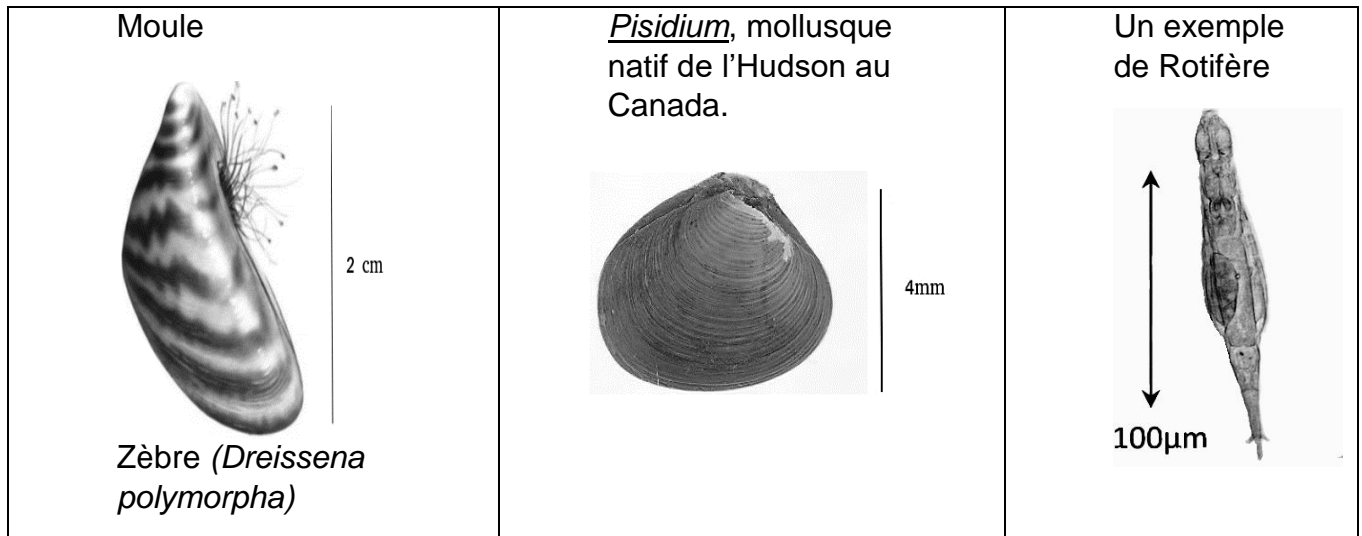 Moule
2 cm
Zèbre (Dreissena
polymorpha)
Pisidium, mollusque
natif de l’Hudson au
Canada.
4mm
Un exemple
de Rotifère
100µm